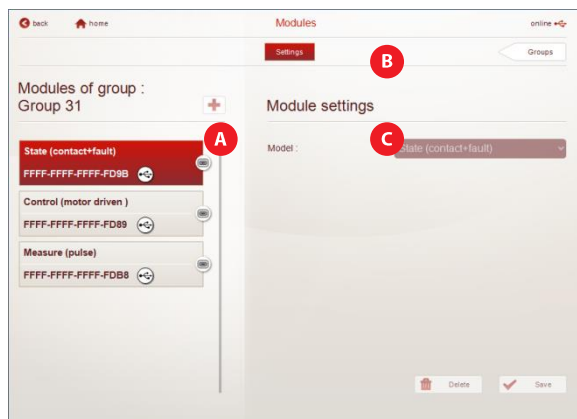 back
home
Modules
online
Settings
B
Groups
Modules of group :
Group 31
Module settings
A
C
Model :
State (contact+fault)
State (contact+fault)
FFFF-FFFF-FFFF-FD9B
Control (motor driven )
FFFF-FFFF-FFFF-FD89
Measure (pulse)
FFFF-FFFF-FFFF-FDB8
Delete
Save